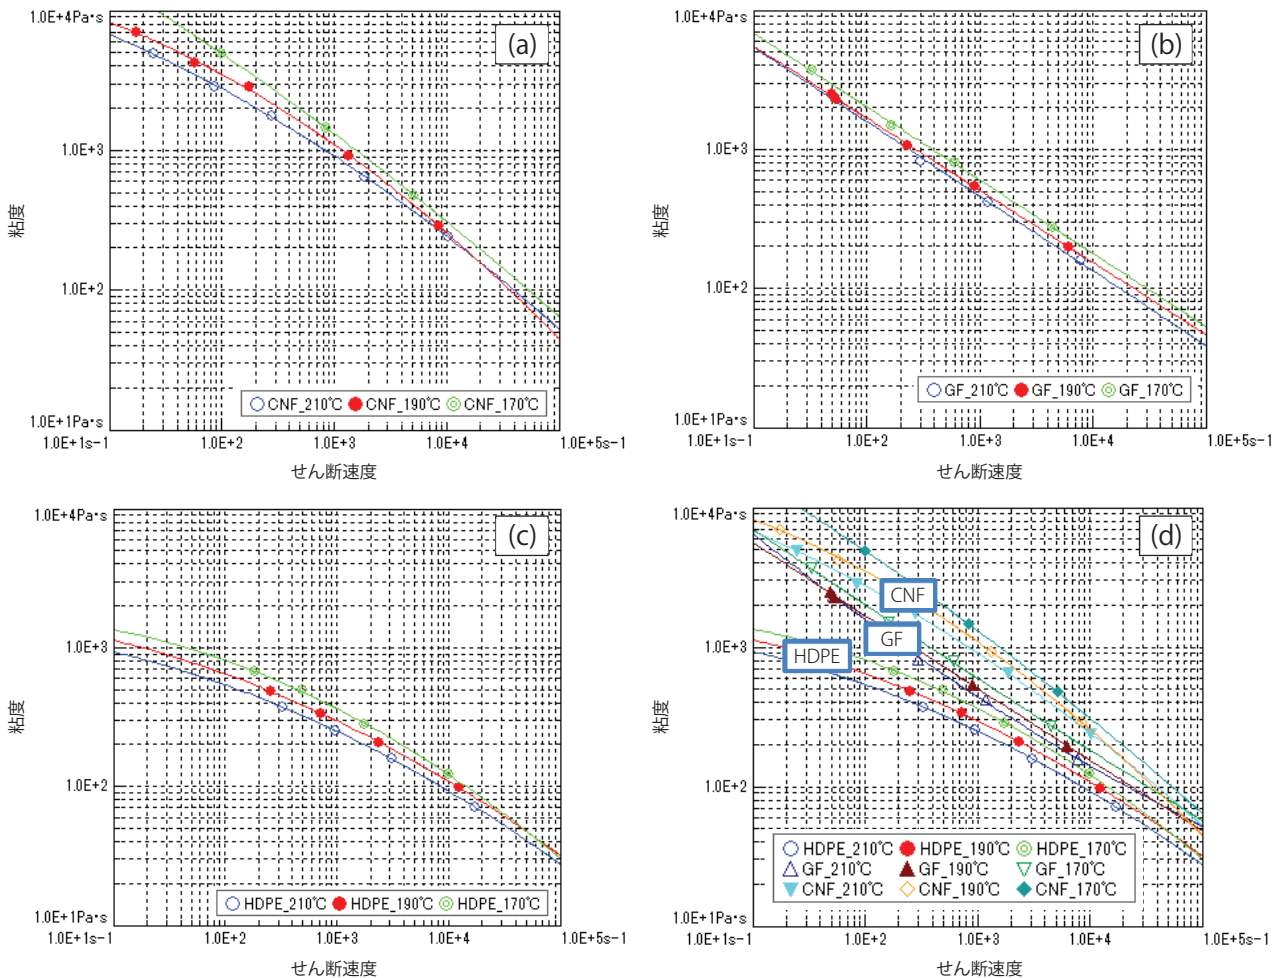 1.0E+4Pa・s
(a)
1.0E+3
粘度
1.0E+2
CNF_210℃ CNF_190℃ CNF_170℃
1.0E+1Pa・s
1.0E+1s-1 1.0E+2 1.0E+3 1.0E+4 1.0E+5s-1
せん断速度
1.0E+4Pa・s
(b)
1.0E+3
粘度
1.0E+2
GF_210℃ GF_190℃ GF_170℃
1.0E+1Pa・s
1.0E+1s-1 1.0E+2 1.0E+3 1.0E+4 1.0E+5s-1
せん断速度
1.0E+4Pa・s
(c)
1.0E+3
粘度
1.0E+2
HDPE_210℃ HDPE_190℃ HDPE_170℃
1.0E+1Pa・s
1.0E+1s-1 1.0E+2 1.0E+3 1.0E+4 1.0E+5s-1
せん断速度
1.0E+4Pa・s
(d)
CNF
GF
1.0E+3
HDPE
粘度
1.0E+2
HDPE_210℃ HDPE_190℃ HDPE_170℃
GF_210℃ GF_190℃ GF_170℃
CNF_210℃ CNF_190℃ CNF_170℃
1.0E+1Pa・s
1.0E+1s-1 1.0E+2 1.0E+3 1.0E+4 1.0E+5s-1
せん断速度